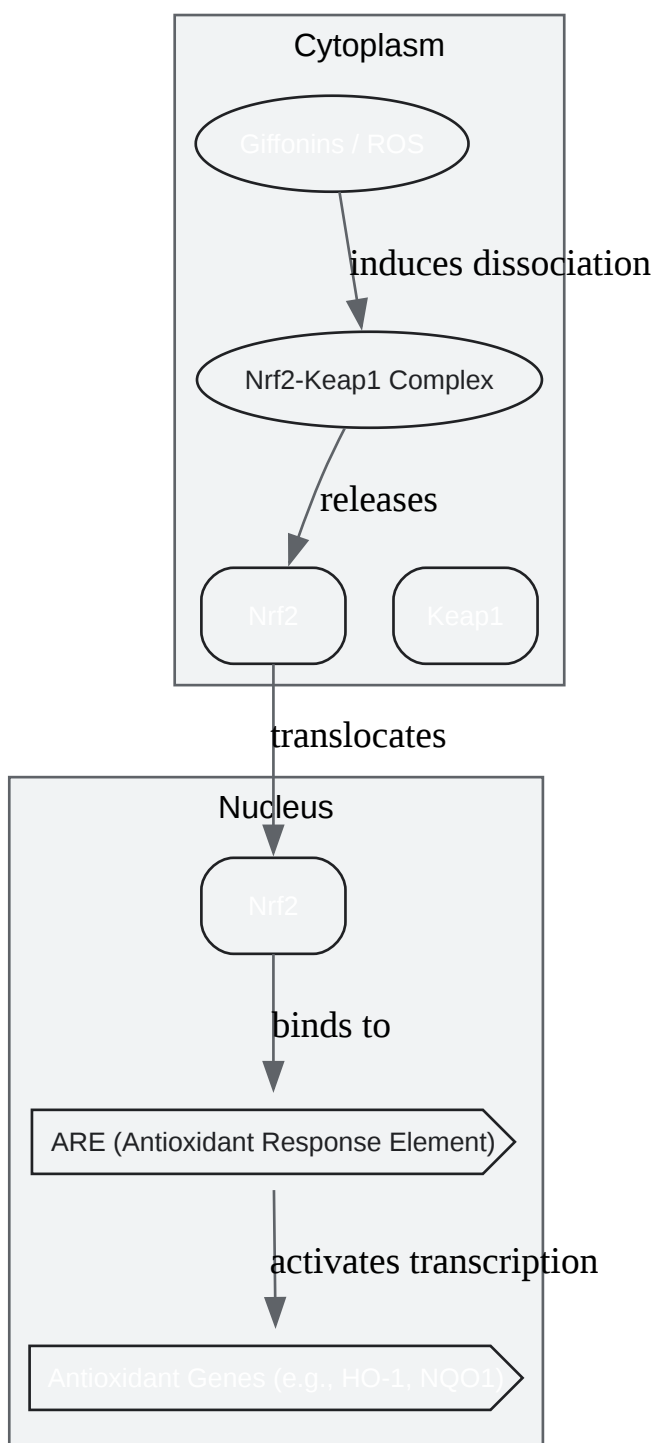 Cytoplasm
Giffonins / ROS
induces dissociation
Nrf2-Keap1 Complex
releases
Nrf2
Keap1
translocates
Nucleus
Nrf2
binds to
ARE (Antioxidant Response Element)
activates transcription
Antioxidant Genes (e.g., HO-1, NQO1)